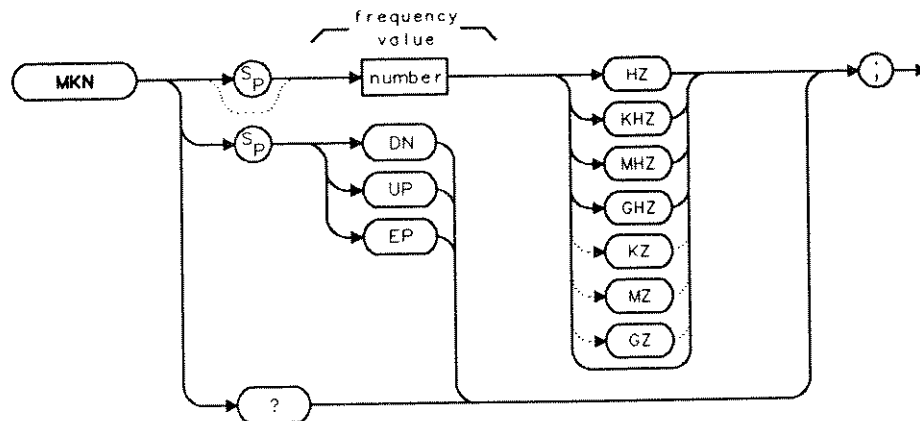 frequency
value
MKN
SP
number
HZ
KHZ
MHZ
GHZ
KZ
MZ
GZ
SP
DN
UP
EP
?
;